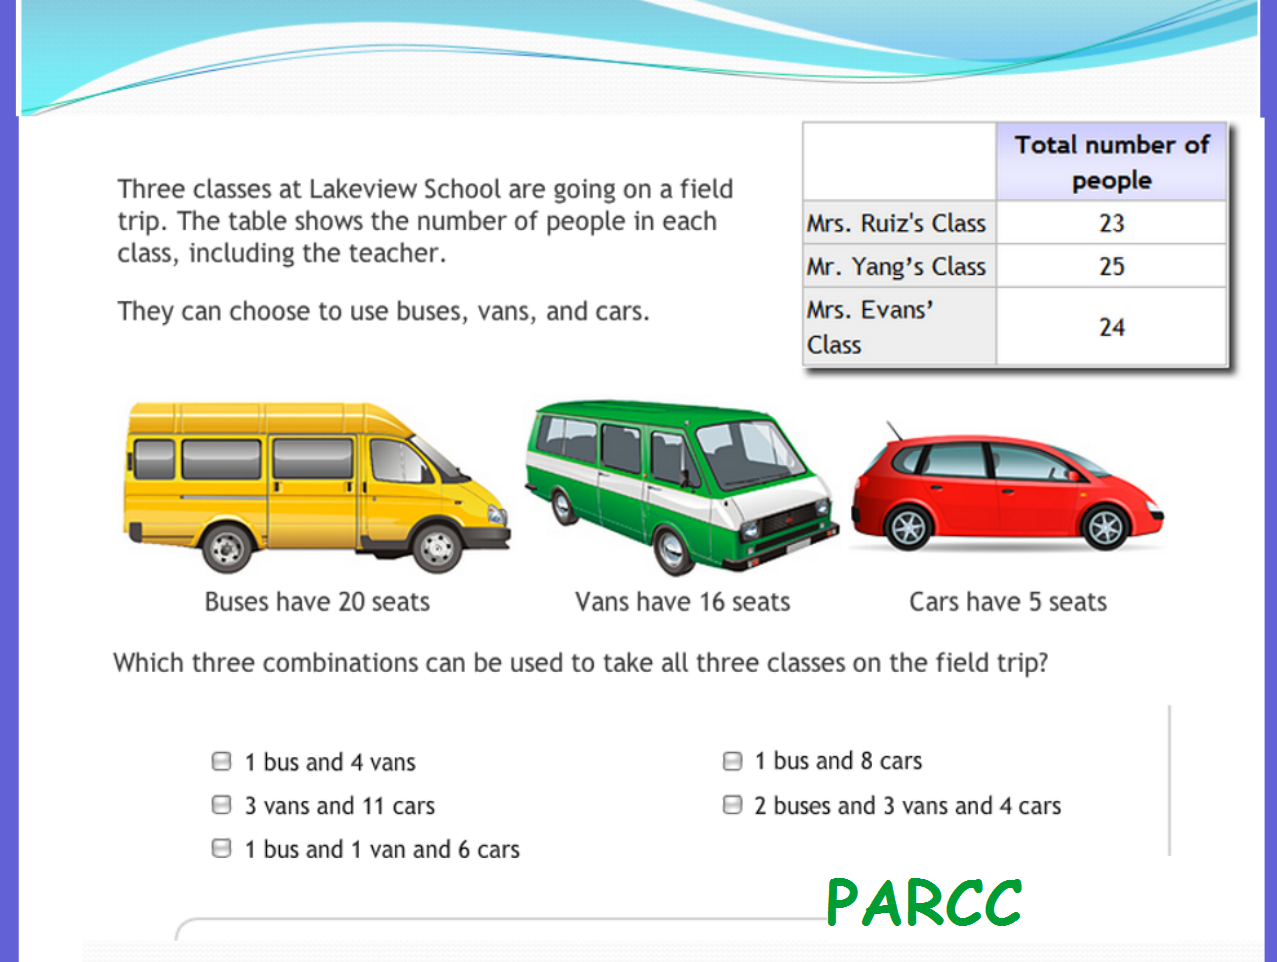 Three classes at Lakeview School are going on a field
trip. The table shows the number of people in each
class, including the teacher.
They can choose to use buses, vans, and cars.
Total number of
people
Mrs. Ruiz's Class 23
Mr. Yang’s Class 25
Mrs. Evans’
Class 24
Buses have 20 seats
Vans have 16 seats
Cars have 5 seats
Which three combinations can be used to take all three classes on the field trip?
1 bus and 4 vans
3 vans and 11 cars
1 bus and 1 van and 6 cars
1 bus and 8 cars
2 buses and 3 vans and 4 cars
PARCC